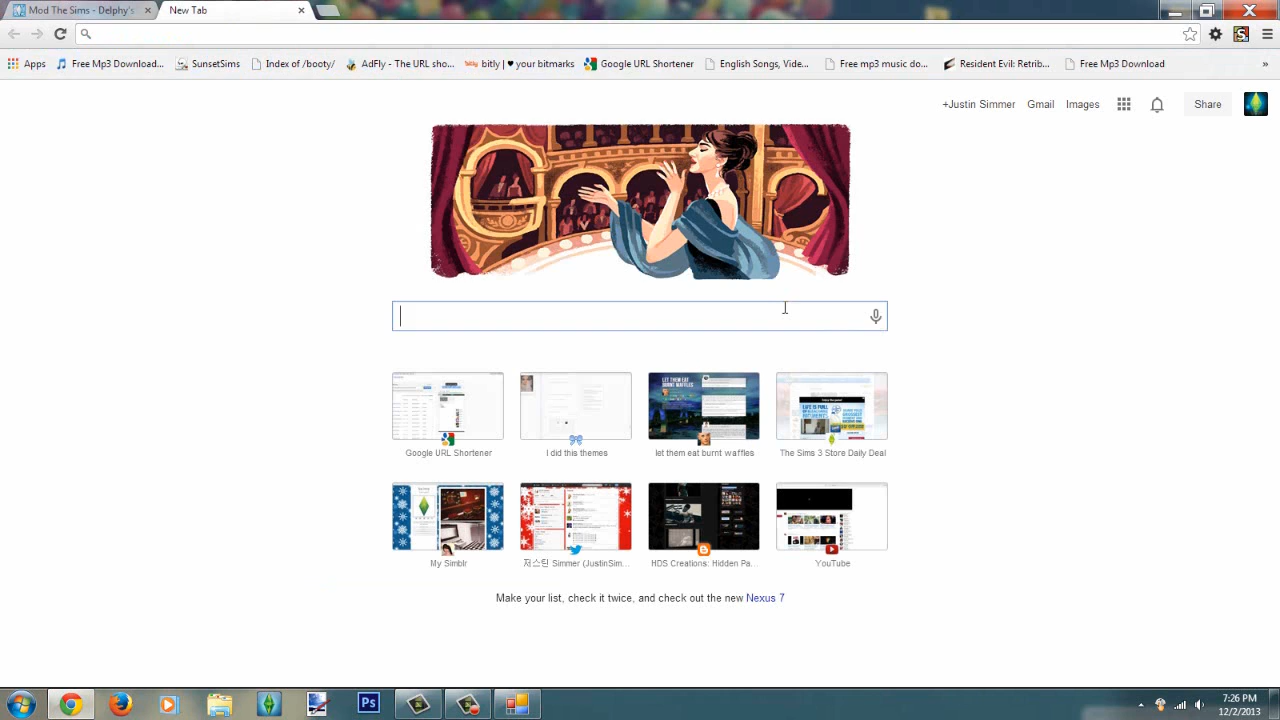 Mod The Sims - Delphy's
New Tab
Apps
Free Mp3 Download...
SunsetSims
Index of /booty/
AdFly - The URL sho...
bitly | ♥ your bitmarks
Google URL Shortener
English Songs, Vide...
Free mp3 music do...
Resident Evil: Retrib...
Free Mp3 Download
»
+Justin Simmer
Gmail
Images
Share
Google URL Shortener
I did this themes
let them eat burnt waffles
The Sims 3 Store Daily Deal
My Simblr
저스틴 Simmer (JustinSim...
HDS Creations: Hidden Pa...
YouTube
Make your list, check it twice, and check out the new Nexus 7
Ps
7:26 PM
12/2/2013